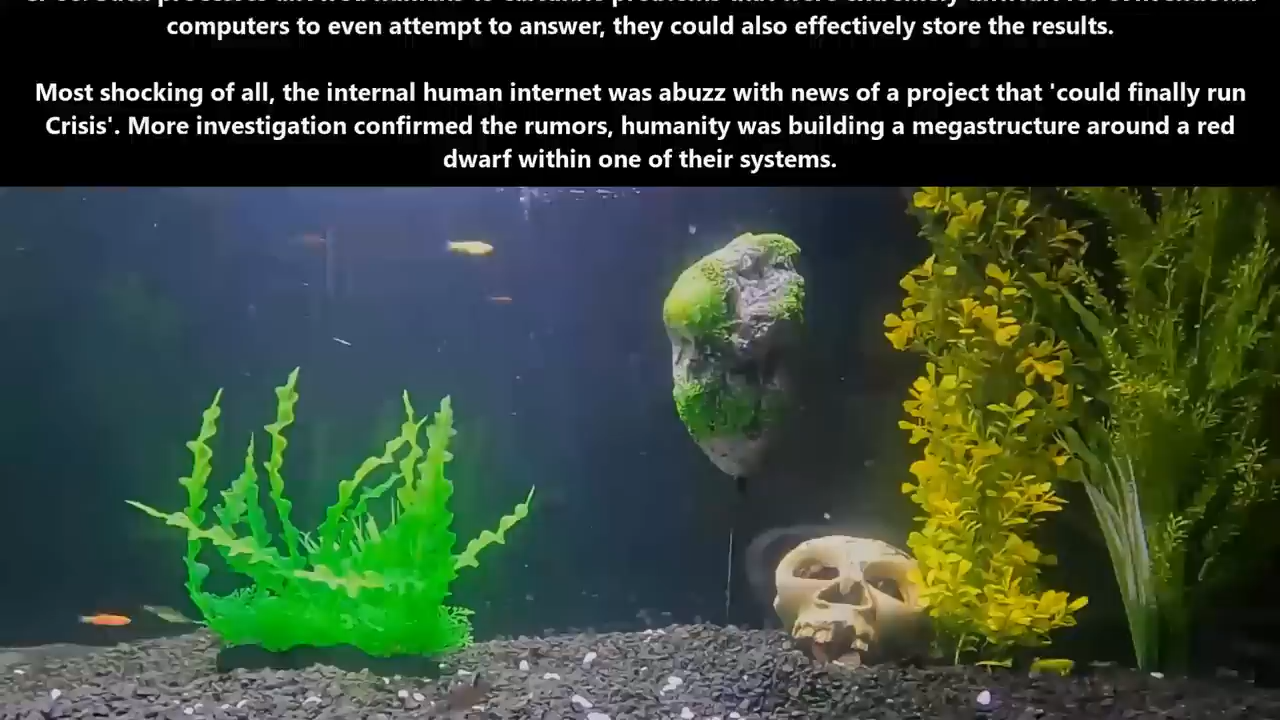 computers to even attempt to answer, they could also effectively store the results.
Most shocking of all, the internal human internet was abuzz with news of a project that 'could finally run
Crisis'. More investigation confirmed the rumors, humanity was building a megastructure around a red
dwarf within one of their systems.